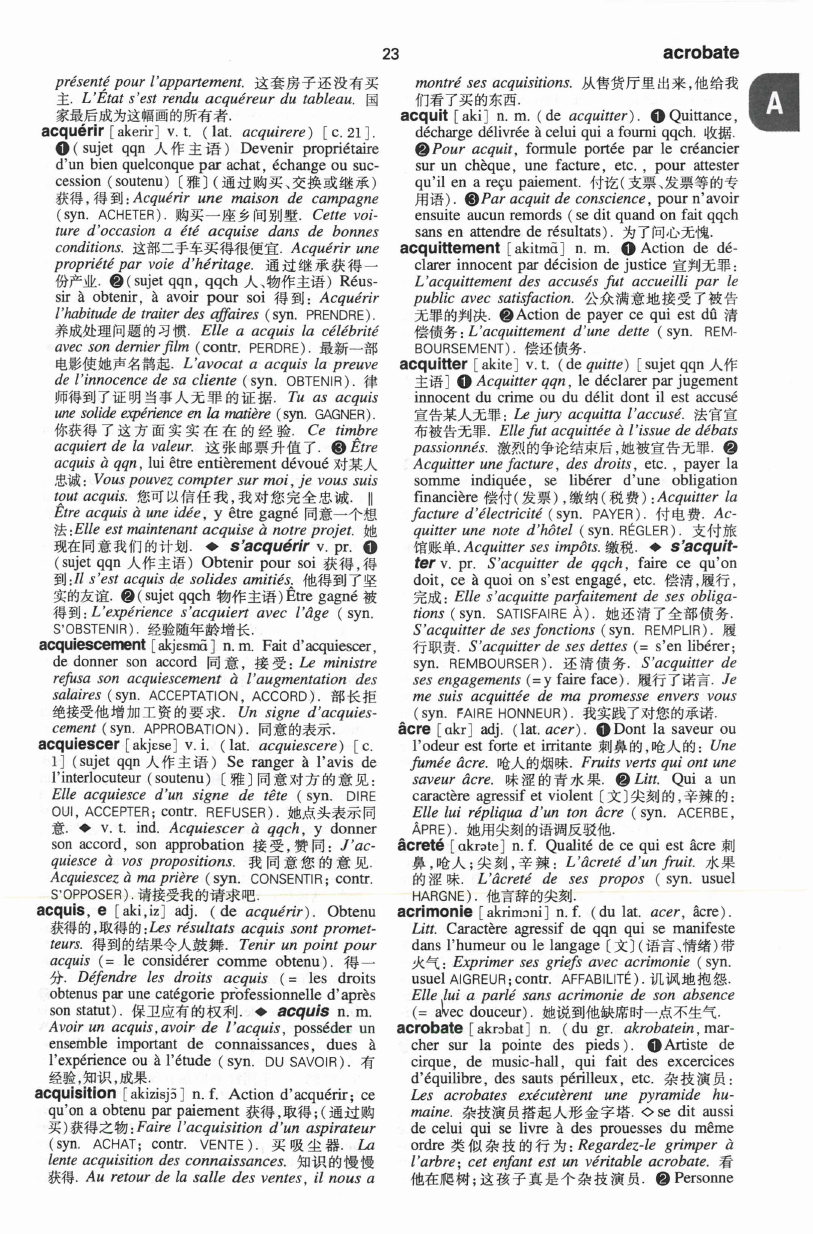 23
acrobate
A
présenté pour l'appartement. 这套房子还没有买
主. L'État s'est rendu acquéreur du tableau. 国
家最后成为这幅画的所有者.
acquérir [akerir] v. t. (lat. acquirere) [c. 21].
❶(sujet qqn 人作主语) Devenir propriétaire
d'un bien quelconque par achat, échange ou suc-
cession (soutenu)〔雅〕(通过购买、交换或继承)
获得,得到: Acquérir une maison de campagne
(syn. ACHETER). 购买一座乡间别墅. Cette voi-
ture d'occasion a été acquise dans de bonnes
conditions. 这部二手车买得很便宜. Acquérir une
propriété par voie d'héritage. 通过继承获得一
份产业. ❷(sujet qqn, qqch 人、物作主语) Réus-
sir à obtenir, à avoir pour soi 得到: Acquérir
l'habitude de traiter des affaires (syn. PRENDRE).
养成处理问题的习惯. Elle a acquis la célébrité
avec son dernier film (contr. PERDRE). 最新一部
电影使她声名鹊起. L'avocat a acquis la preuve
de l'innocence de sa cliente (syn. OBTENIR). 律
师得到了证明当事人无罪的证据. Tu as acquis
une solide expérience en la matière (syn. GAGNER).
你获得了这方面实实在在的经验. Ce timbre
acquiert de la valeur. 这张邮票升值了. ❸ Être
acquis à qqn, lui être entièrement dévoué 对某人
忠诚: Vous pouvez compter sur moi, je vous suis
tout acquis. 您可以信任我,我对您完全忠诚. ‖
Être acquis à une idée, y être gagné 同意一个想
法:Elle est maintenant acquise à notre projet. 她
现在同意我们的计划. ◆ s'acquérir v. pr. ❶
(sujet qqn 人作主语) Obtenir pour soi 获得,得
到:Il s'est acquis de solides amitiés. 他得到了坚
实的友谊. ❷(sujet qqch 物作主语) Être gagné 被
得到: L'expérience s'acquiert avec l'âge (syn.
S'OBSTENIR). 经验随年龄增长.
acquiescement [akjɛsmɑ̃] n. m. Fait d'acquiescer,
de donner son accord 同意, 接受: Le ministre
refusa son acquiescement à l'augmentation des
salaires (syn. ACCEPTATION, ACCORD). 部长拒
绝接受他增加工资的要求. Un signe d'acquies-
cement (syn. APPROBATION). 同意的表示.
acquiescer [akjɛse] v. i. (lat. acquiescere) [c.
1] (sujet qqn 人作主语) Se ranger à l'avis de
l'interlocuteur (soutenu)〔雅〕同意对方的意见:
Elle acquiesce d'un signe de tête (syn. DIRE
OUI, ACCEPTER; contr. REFUSER). 她点头表示同
意. ◆ v. t. ind. Acquiescer à qqch, y donner
son accord, son approbation 接受,赞同: J'ac-
quiesce à vos propositions. 我同意您的意见.
Acquiescez à ma prière (syn. CONSENTIR; contr.
S'OPPOSER). 请接受我的请求吧.
acquis, e [aki,iz] adj. (de acquérir). Obtenu
获得的,取得的:Les résultats acquis sont promet-
teurs. 得到的结果令人鼓舞. Tenir un point pour
acquis (= le considérer comme obtenu). 得一
分. Défendre les droits acquis (= les droits
obtenus par une catégorie professionnelle d'après
son statut). 保卫应有的权利. ◆ acquis n. m.
Avoir un acquis,avoir de l'acquis, posséder un
ensemble important de connaissances, dues à
l'expérience ou à l'étude (syn. DU SAVOIR). 有
经验,知识,成果.
acquisition [akizisjɔ̃] n. f. Action d'acquérir; ce
qu'on a obtenu par paiement 获得,取得;(通过购
买)获得之物:Faire l'acquisition d'un aspirateur
(syn. ACHAT; contr. VENTE). 买吸尘器. La
lente acquisition des connaissances. 知识的慢慢
获得. Au retour de la salle des ventes, il nous a
montré ses acquisitions. 从售货厅里出来,他给我
们看了买的东西.
acquit [aki] n. m. (de acquitter). ❶ Quittance,
décharge délivrée à celui qui a fourni qqch. 收据.
❷ Pour acquit, formule portée par le créancier
sur un chèque, une facture, etc., pour attester
qu'il en a reçu paiement. 付讫(支票、发票等的专
用语). ❸Par acquit de conscience, pour n'avoir
ensuite aucun remords (se dit quand on fait qqch
sans en attendre de résultats). 为了问心无愧.
acquittement [akitmɑ̃] n. m. ❶ Action de dé-
clarer innocent par décision de justice 宣判无罪:
L'acquittement des accusés fut accueilli par le
public avec satisfaction. 公众满意地接受了被告
无罪的判决. ❷Action de payer ce qui est dû 清
偿债务: L'acquittement d'une dette (syn. REM-
BOURSEMENT). 偿还债务.
acquitter [akite] v. t. (de quitte) [sujet qqn 人作
主语] ❶ Acquitter qqn, le déclarer par jugement
innocent du crime ou du délit dont il est accusé
宣告某人无罪: Le jury acquitta l'accusé. 法官宣
布被告无罪. Elle fut acquittée à l'issue de débats
passionnés. 激烈的争论结束后,她被宣告无罪. ❷
Acquitter une facture, des droits, etc., payer la
somme indiquée, se libérer d'une obligation
financière 偿付(发票),缴纳(税费):Acquitter la
facture d'électricité (syn. PAYER). 付电费. Ac-
quitter une note d'hôtel (syn. RÉGLER). 支付旅
馆账单. Acquitter ses impôts. 缴税. ◆ s'acquit-
ter v. pr. S'acquitter de qqch, faire ce qu'on
doit, ce à quoi on s'est engagé, etc. 偿清,履行,
完成: Elle s'acquitte parfaitement de ses obliga-
tions (syn. SATISFAIRE À). 她还清了全部债务.
S'acquitter de ses fonctions (syn. REMPLIR). 履
行职责. S'acquitter de ses dettes (= s'en libérer;
syn. REMBOURSER). 还清债务. S'acquitter de
ses engagements (=y faire face). 履行了诺言. Je
me suis acquittée de ma promesse envers vous
(syn. FAIRE HONNEUR). 我实践了对您的承诺.
âcre [ɑkr] adj. (lat. acer). ❶Dont la saveur ou
l'odeur est forte et irritante 刺鼻的,呛人的: Une
fumée âcre. 呛人的烟味. Fruits verts qui ont une
saveur âcre. 味涩的青水果. ❷ Litt. Qui a un
caractère agressif et violent〔文〕尖刻的,辛辣的:
Elle lui répliqua d'un ton âcre (syn. ACERBE,
ÂPRE). 她用尖刻的语调反驳他.
âcreté [ɑkrəte] n. f. Qualité de ce qui est âcre 刺
鼻,呛人;尖刻,辛辣: L'âcreté d'un fruit. 水果
的涩味. L'âcreté de ses propos (syn. usuel
HARGNE). 他言辞的尖刻.
acrimonie [akrimɔni] n. f. (du lat. acer, âcre).
Litt. Caractère agressif de qqn qui se manifeste
dans l'humeur ou le langage〔文〕(语言、情绪)带
火气: Exprimer ses griefs avec acrimonie (syn.
usuel AIGREUR; contr. AFFABILITÉ). 讥讽地抱怨.
Elle lui a parlé sans acrimonie de son absence
(= avec douceur). 她说到他缺席时一点不生气.
acrobate [akrɔbat] n. (du gr. akrobatein, mar-
cher sur la pointe des pieds). ❶Artiste de
cirque, de music-hall, qui fait des excercices
d'équilibre, des sauts périlleux, etc. 杂技演员:
Les acrobates exécutèrent une pyramide hu-
maine. 杂技演员搭起人形金字塔. ◇ se dit aussi
de celui qui se livre à des prouesses du même
ordre 类似杂技的行为: Regardez-le grimper à
l'arbre; cet enfant est un véritable acrobate. 看
他在爬树;这孩子真是个杂技演员. ❷ Personne